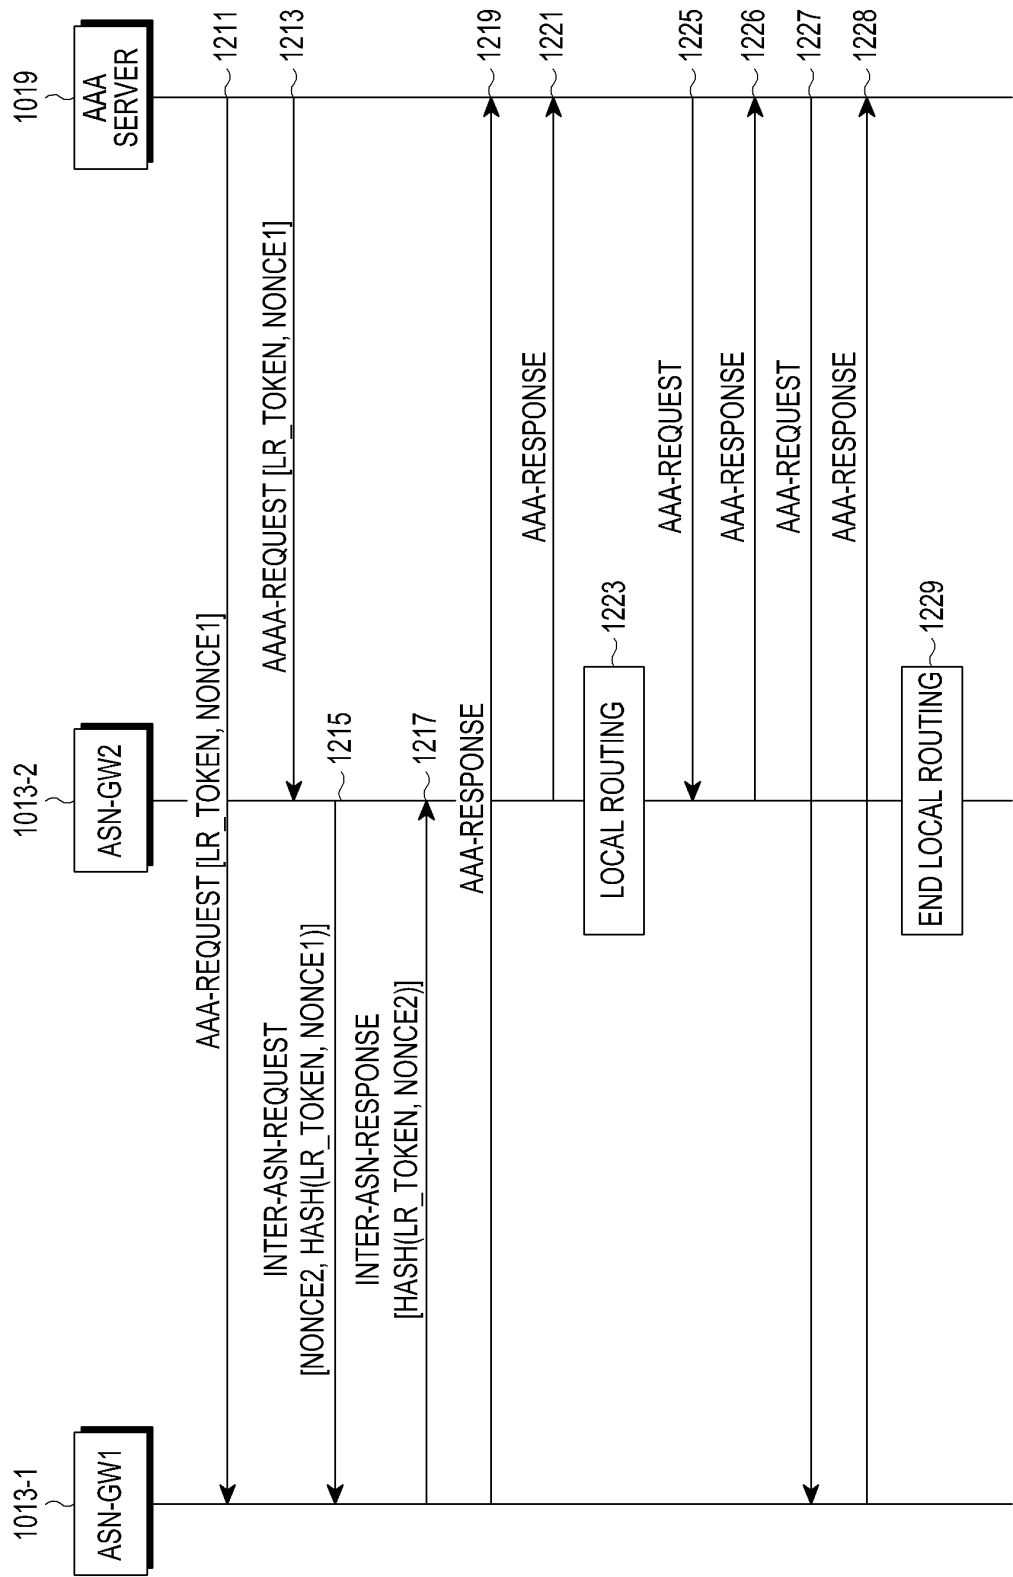 1013-1
ASN-GW1
1013-2
ASN-GW2
1019
AAA
SERVER
AAA-REQUEST [LR_TOKEN, NONCE1]
1211
AAAA-REQUEST [LR_TOKEN, NONCE1]
1213
INTER-ASN-REQUEST
[NONCE2, HASH(LR_TOKEN, NONCE1)]
1215
INTER-ASN-RESPONSE
[HASH(LR_TOKEN, NONCE2)]
1217
AAA-RESPONSE
1219
AAA-RESPONSE
1221
LOCAL ROUTING
1223
AAA-REQUEST
1225
AAA-RESPONSE
1226
AAA-REQUEST
1227
AAA-RESPONSE
1228
END LOCAL ROUTING
1229